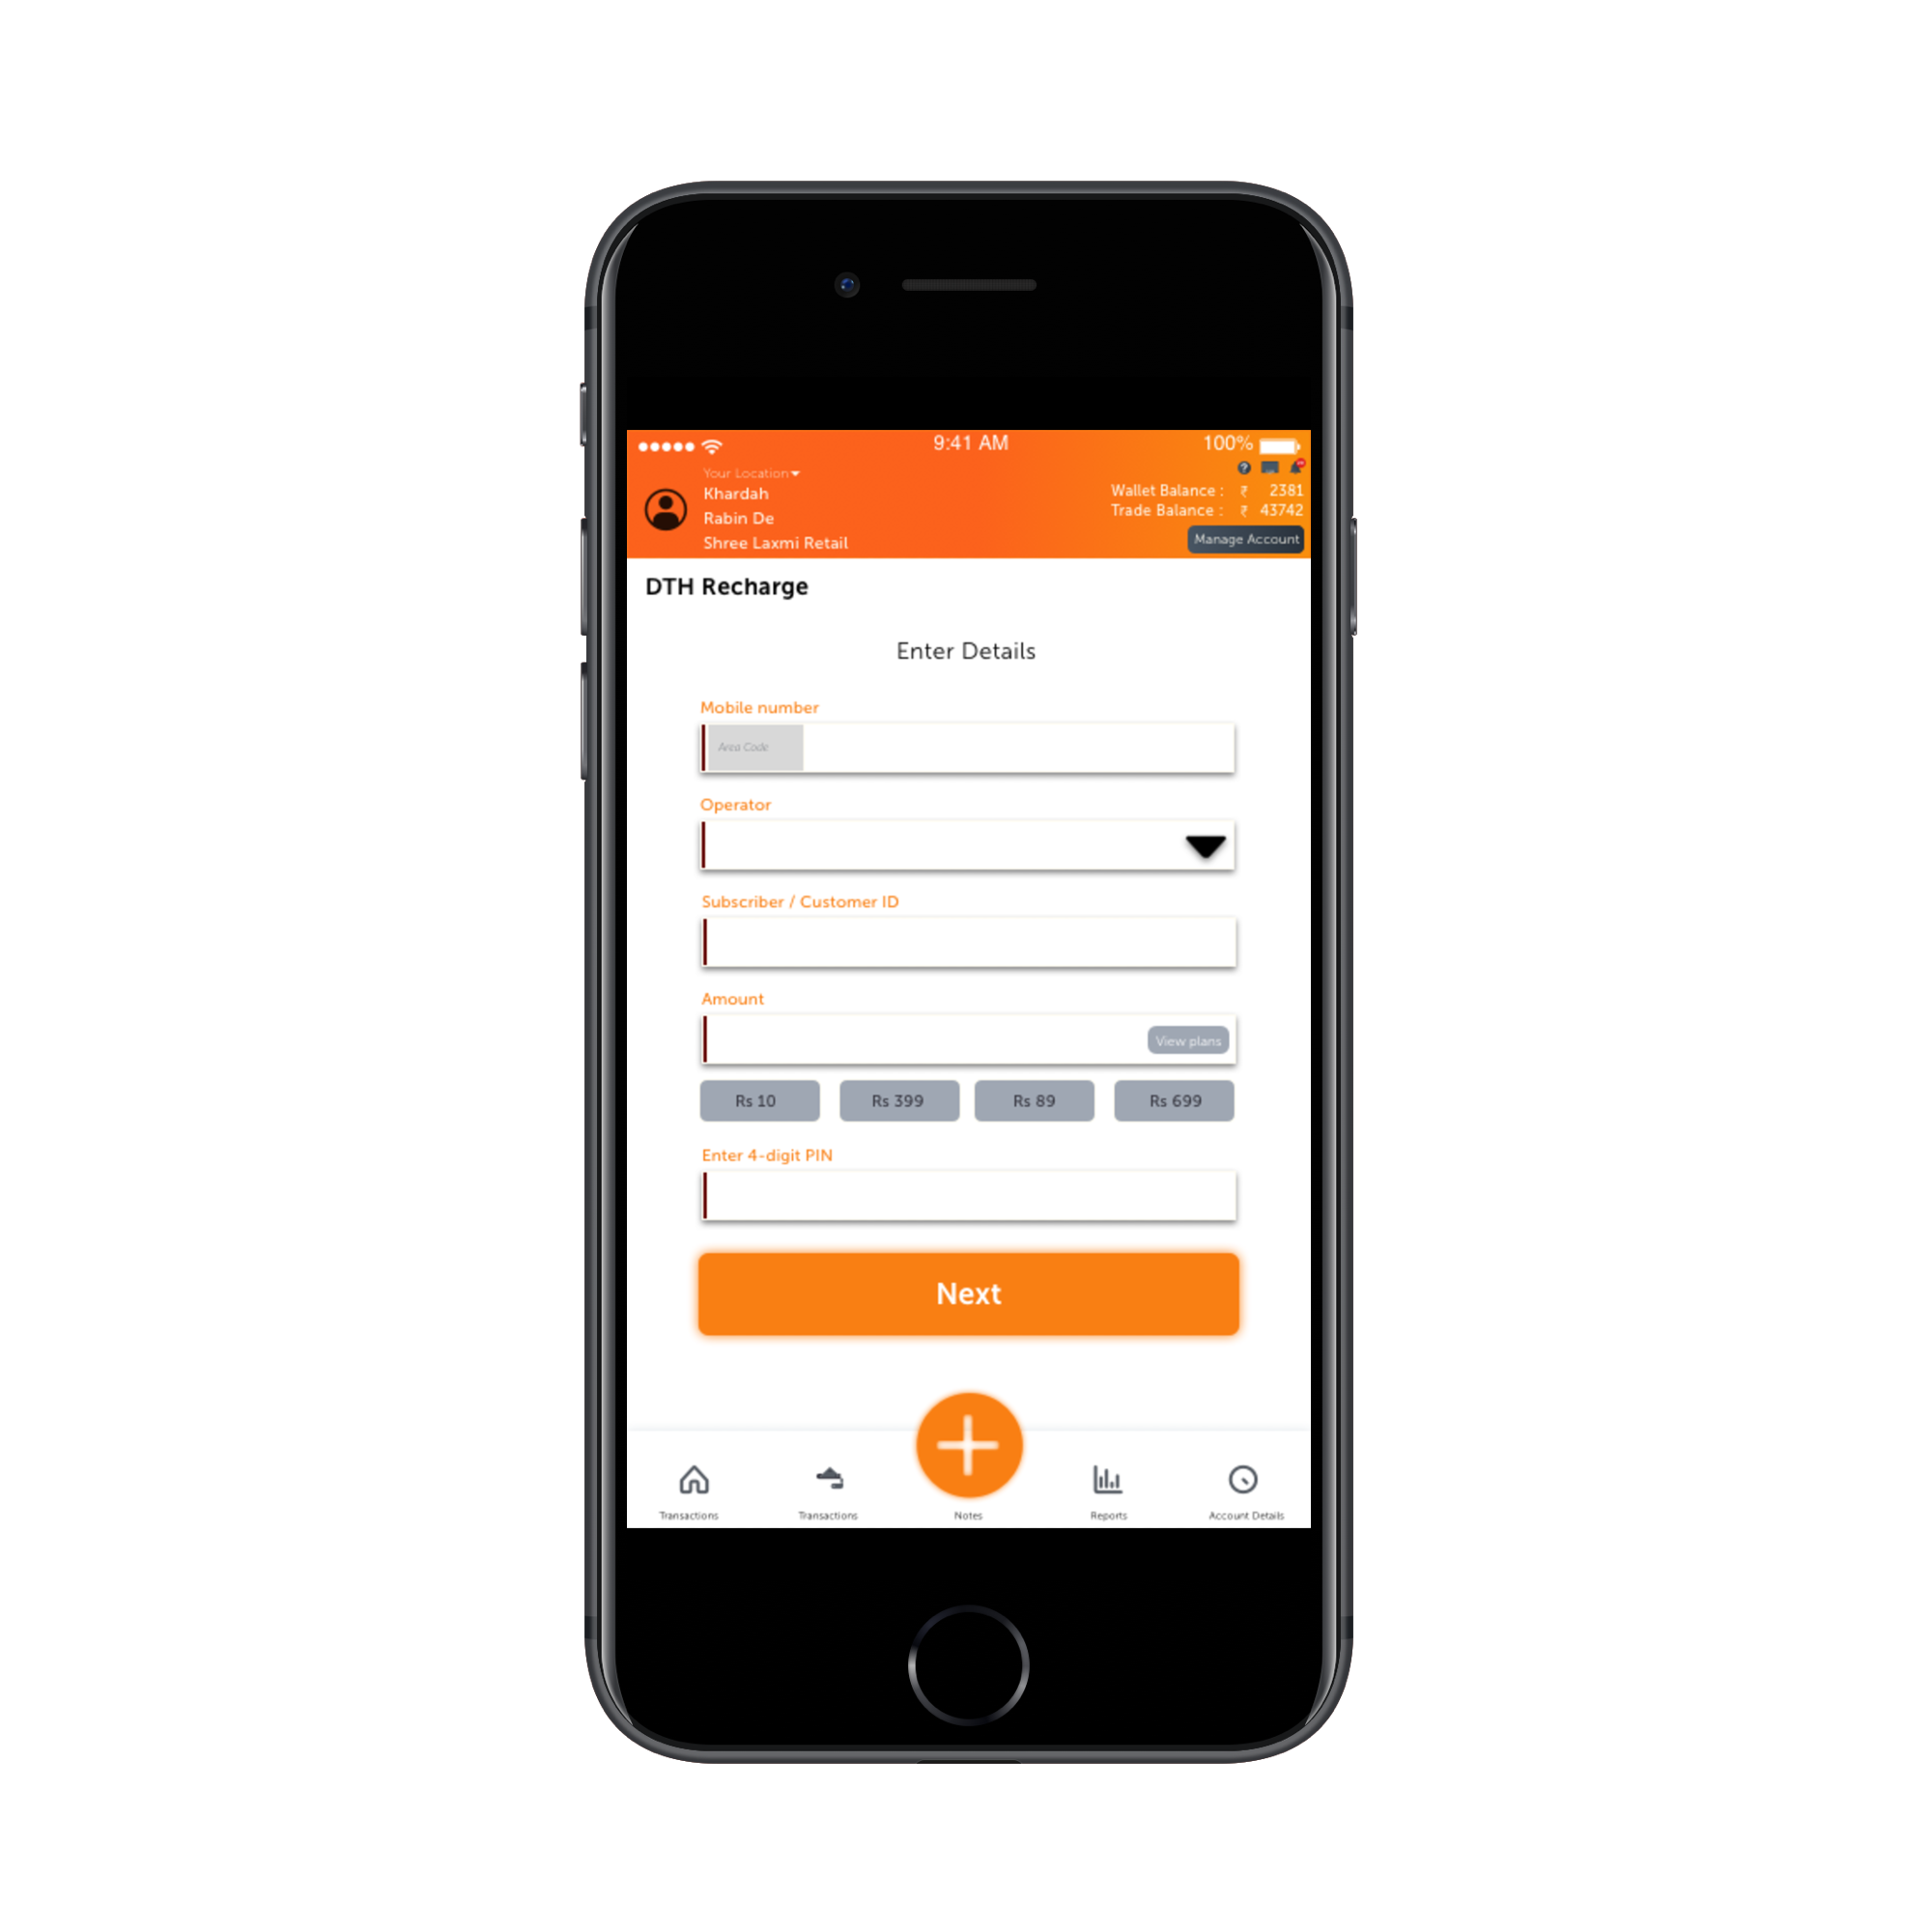 9:41 AM
100%
Your Location
Khardah
Rabin De
Shree Laxmi Retail
Wallet Balance : ₹ 2381
Trade Balance : ₹ 43742
Manage Account
DTH Recharge
Enter Details
Mobile number
Area Code
Operator
Subscriber / Customer ID
Amount
View plans
Rs 10 Rs 399 Rs 89 Rs 699
Enter 4-digit PIN
Next
Transactions Transactions Notes Reports Account Details